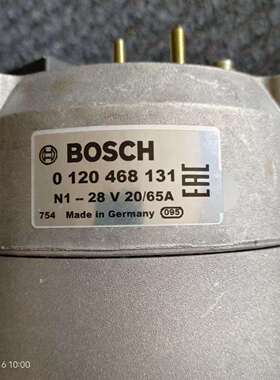 BOSCH
0 120 468 131
N1 -- 28 V 20/65A
754 Made in Germany 095
EAC
6 10:00